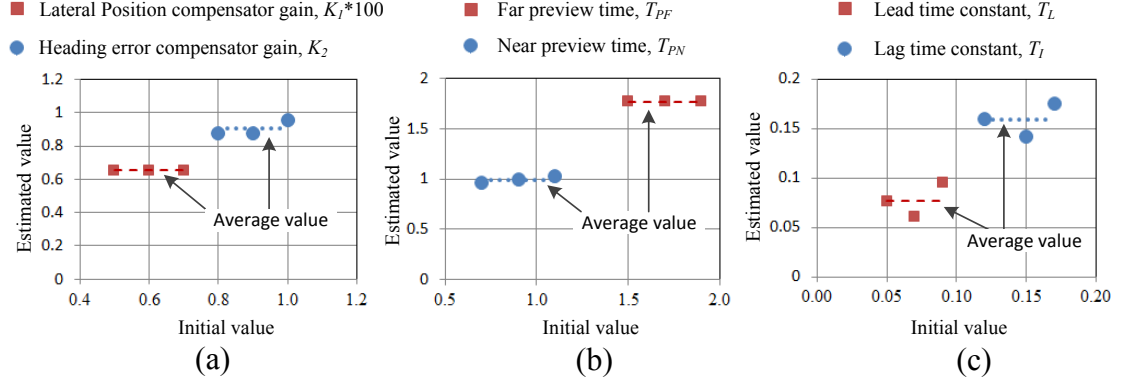 Lateral Position compensator gain, K1*100
Heading error compensator gain, K2
1.2
1
0.8
0.6
0.4
0.2
0
0.4
0.6
0.8
1.0
1.2
Estimated value
Average value
Initial value
(a)
Far preview time, TPF
Near preview time, TPN
2
1.5
1
0.5
0
0.5
1.0
1.5
2.0
Estimated value
Average value
Initial value
(b)
Lead time constant, TL
Lag time constant, TI
0.2
0.15
0.1
0.05
0
0.00
0.05
0.10
0.15
0.20
Estimated value
Average value
Initial value
(c)